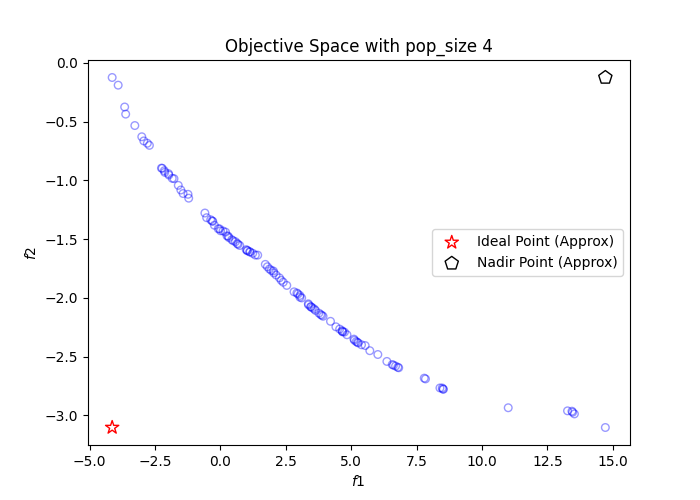 Objective Space with pop_size 4
0.0
−0.5
−1.0
−1.5
−2.0
−2.5
−3.0
f2
Ideal Point (Approx)
Nadir Point (Approx)
−5.0 −2.5 0.0 2.5 5.0 7.5 10.0 12.5 15.0
f1